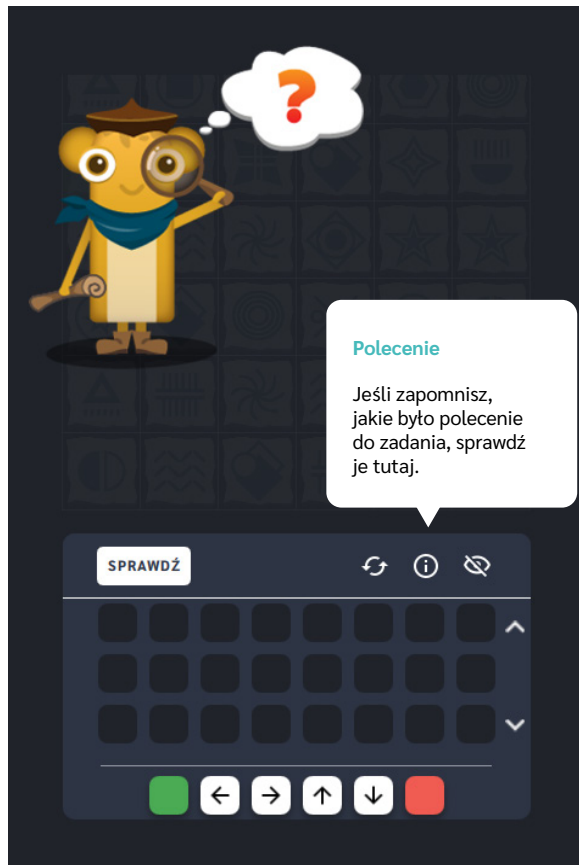 ?
Polecenie
Jeśli zapomnisz,
jakie było polecenie
do zadania, sprawdź
je tutaj.
SPRAWDŹ